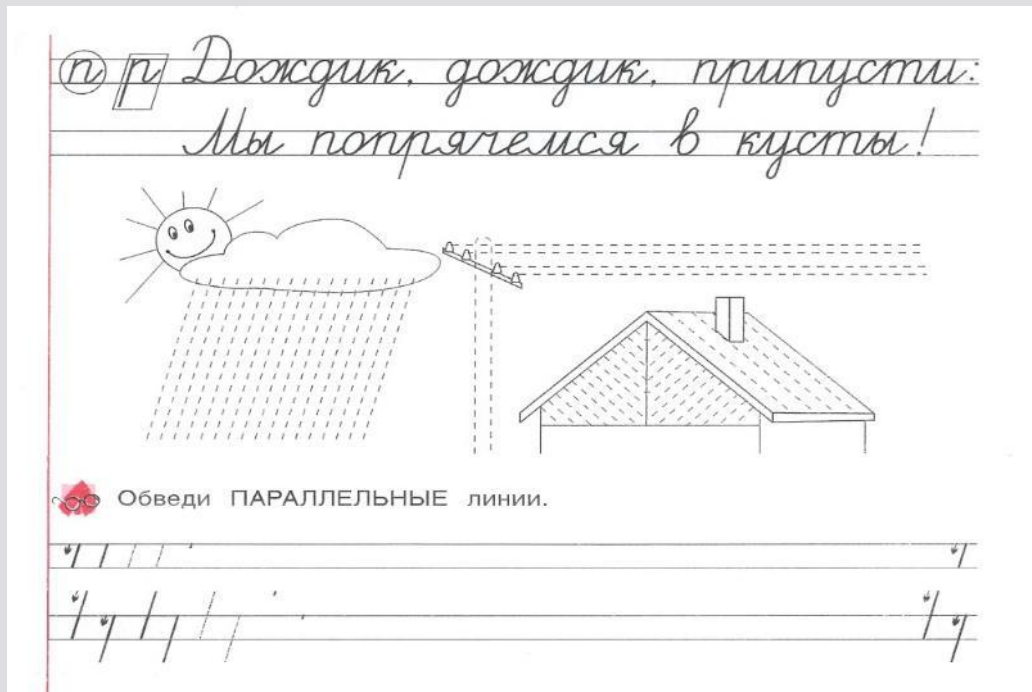 п р Дождик, дождик, припусти:
Мы попрячемся в кусты!
Обведи ПАРАЛЛЕЛЬНЫЕ линии.